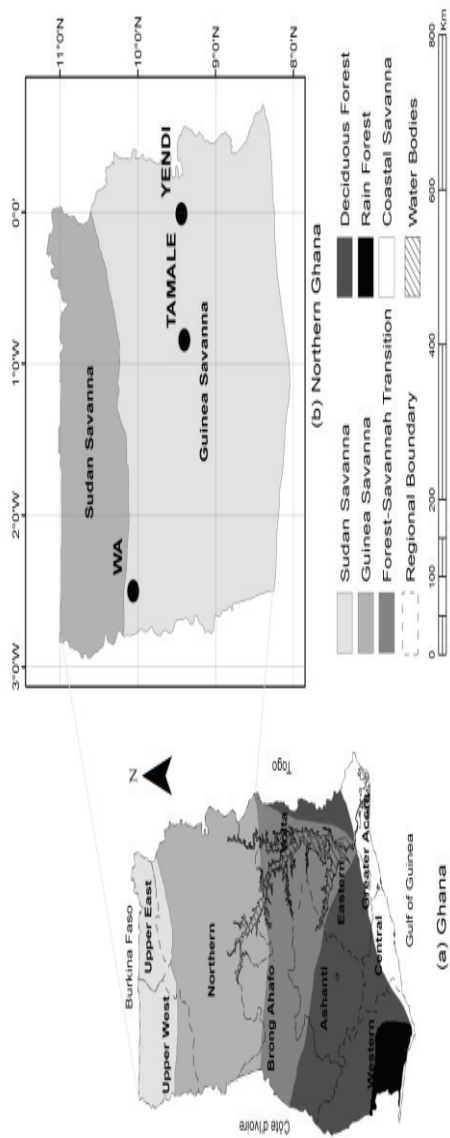 Burkina Faso
Upper West
Upper East
Northern
Brong Ahafo
Volta
Ashanti
Eastern
Western
Central
Greater Accra
Côte d'Ivoire
Togo
Gulf of Guinea
N
(a) Ghana
3°0'W
2°0'W
1°0'W
0°0'
11°0'N
10°0'N
9°0'N
8°0'N
Sudan Savanna
WA
TAMALE
YENDI
Guinea Savanna
(b) Northern Ghana
Sudan Savanna
Guinea Savanna
Forest-Savannah Transition
Regional Boundary
Deciduous Forest
Rain Forest
Coastal Savanna
Water Bodies
0 100 200 400 600 800
Km